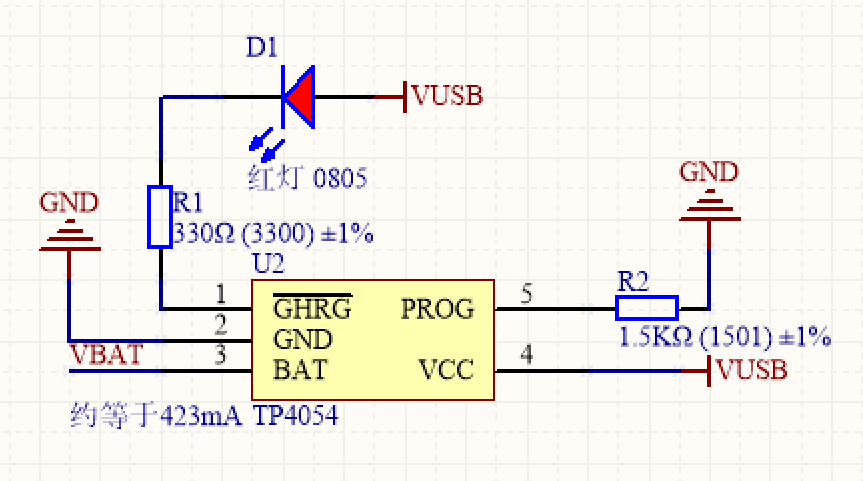 D1
VUSB
红灯 0805
GND
GND
R1
330Ω (3300) ±1%
U2
R2
1
GHRG
PROG
5
2
GND
1.5KΩ (1501) ±1%
VBAT
3
BAT
VCC
4
VUSB
约等于423mA
TP4054